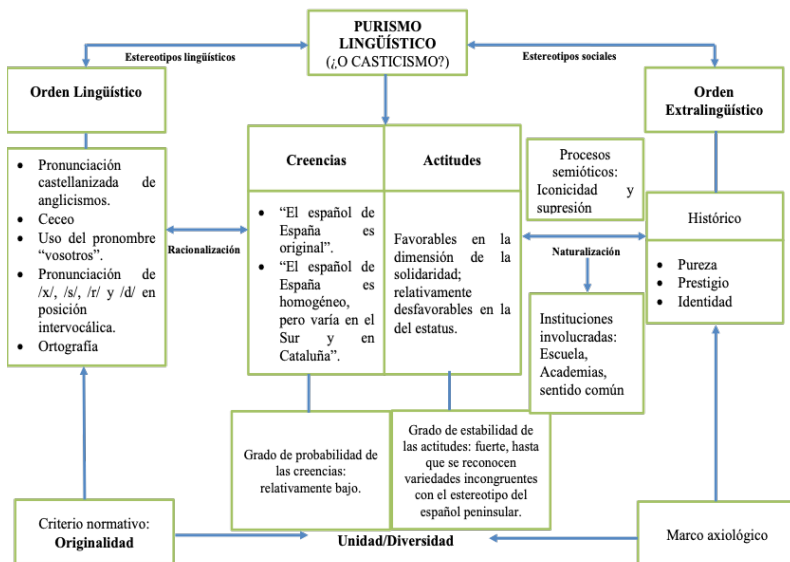 PURISMO
LINGÜÍSTICO
(¿O CASTICISMO?)
Estereotipos lingüísticos
Estereotipos sociales
Orden Lingüístico
Orden
Extralingüístico
Creencias
Actitudes
Procesos
semióticos:
Iconicidad y
supresión
• Pronunciación
castellanizada de
anglicismos.
• Ceceo
• Uso del pronombre
“vosotros”.
• Pronunciación de
/x/, /s/, /r/ y /d/ en
posición
intervocálica.
• Ortografía
Racionalización
• “El español de
España es
original”.
• “El español de
España es
homogéneo,
pero varía en el
Sur y en
Cataluña”.
Favorables en la
dimensión de la
solidaridad;
relativamente
desfavorables en la
del estatus.
Naturalización
Histórico
• Pureza
• Prestigio
• Identidad
Instituciones
involucradas:
Escuela,
Academias,
sentido común
Grado de probabilidad de
las creencias:
relativamente bajo.
Grado de estabilidad de
las actitudes: fuerte, hasta
que se reconocen
variedades incongruentes
con el estereotipo del
español peninsular.
Criterio normativo:
Originalidad
Unidad/Diversidad
Marco axiológico